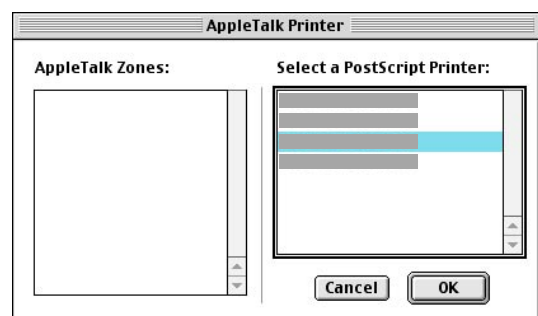 AppleTalk Printer
AppleTalk Zones:
Select a PostScript Printer:
Cancel
OK